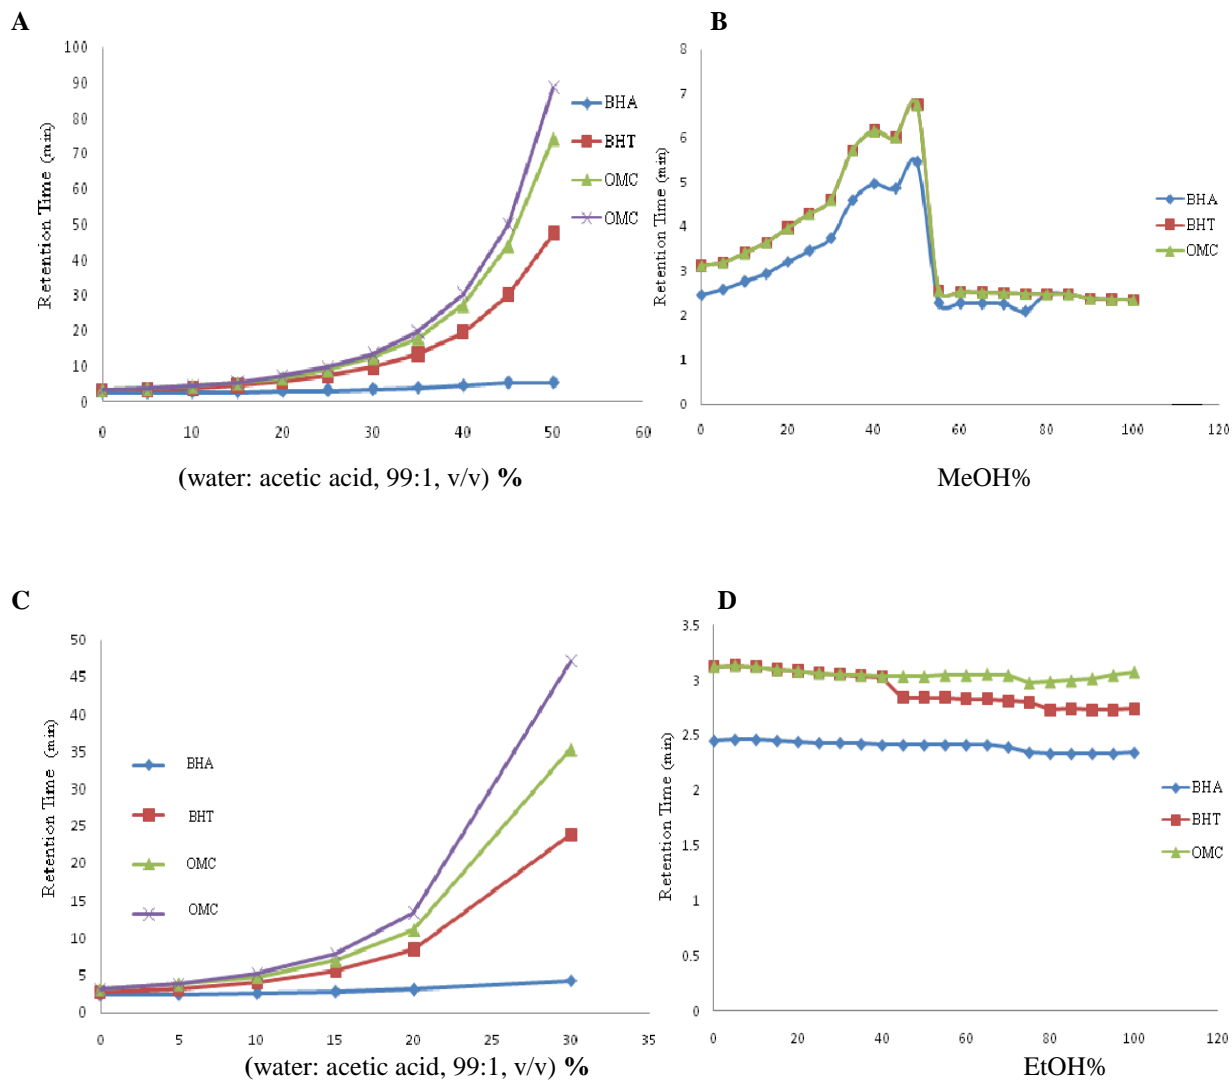 A
100
90
80
70
60
50
40
30
20
10
0
Retention Time (min)
0 10 20 30 40 50 60
BHA
BHT
OMC
OMC
(water: acetic acid, 99:1, v/v) %
B
8
7
6
5
4
3
2
1
0
Retention Time (min)
0 20 40 60 80 100 120
BHA
BHT
OMC
MeOH%
C
50
45
40
35
30
25
20
15
10
5
0
Retention Time (min)
0 5 10 15 20 25 30 35
BHA
BHT
OMC
OMC
(water: acetic acid, 99:1, v/v) %
D
3.5
3
2.5
2
1.5
1
0.5
0
Retention Time (min)
0 20 40 60 80 100 120
BHA
BHT
OMC
EtOH%